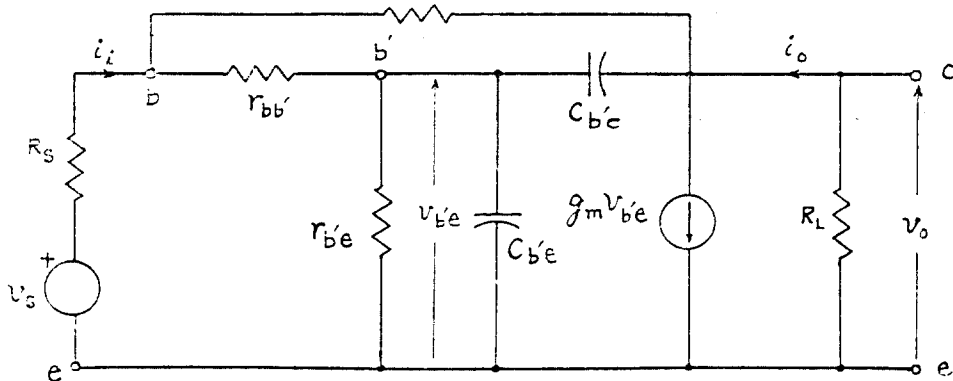 i_i
b
r_bb'
b'
C_b'c
i_o
c
R_S
+
v_s
r_b'e
v_b'e
C_b'e
g_m v_b'e
R_L
v_o
e
e